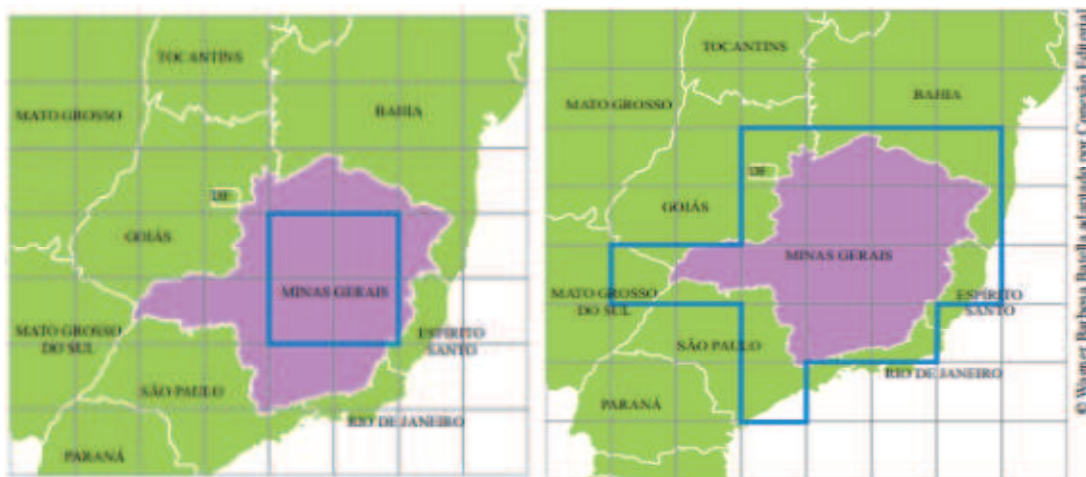 TOCANTINS
MATO GROSSO
BAHIA
DF
GOIÁS
MINAS GERAIS
MATO GROSSO
DO SUL
ESPÍRITO
SANTO
SÃO PAULO
RIO DE JANEIRO
PARANÁ
TOCANTINS
BAHIA
MATO GROSSO
DF
GOIÁS
MINAS GERAIS
MATO GROSSO
DO SUL
ESPÍRITO
SANTO
SÃO PAULO
RIO DE JANEIRO
PARANÁ
© Wagner Barbosa Batella adaptado por Conexão Editorial